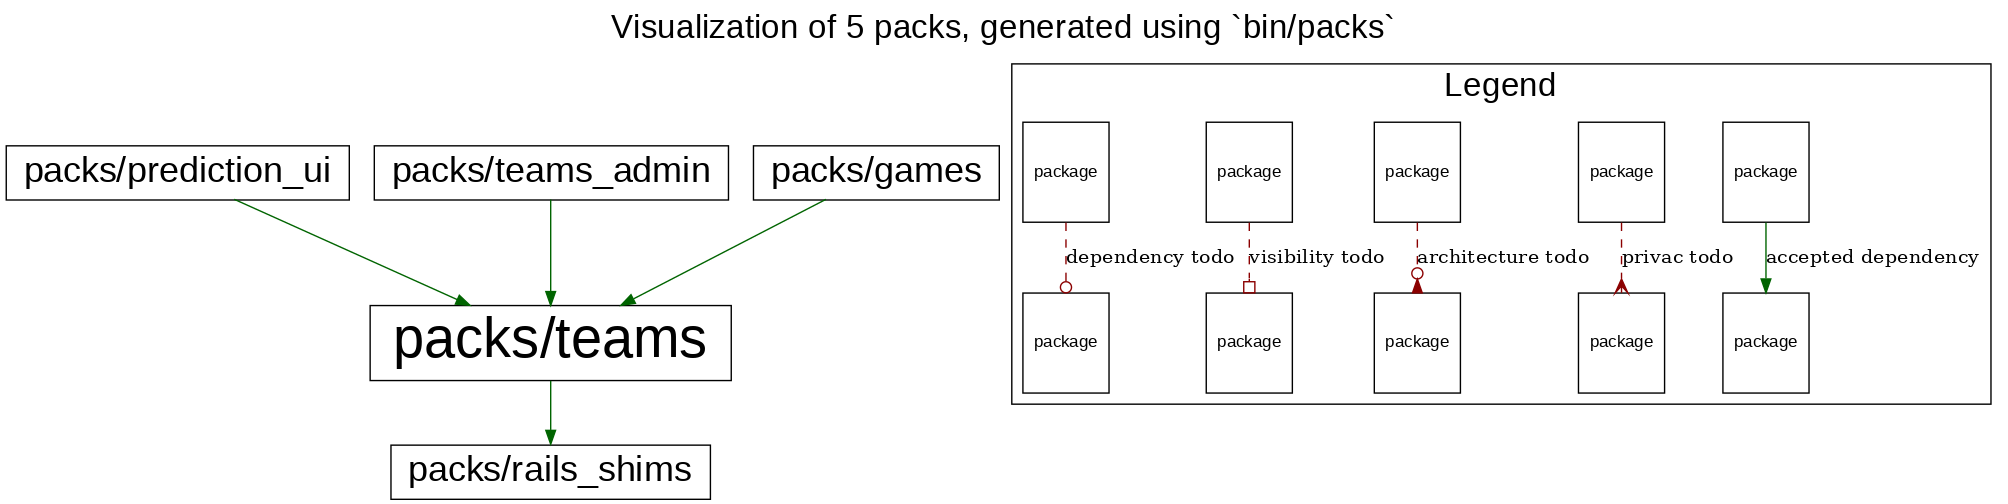 Visualization of 5 packs, generated using `bin/packs`
packs/prediction_ui
packs/teams_admin
packs/games
packs/teams
packs/rails_shims
Legend
package
package
package
package
package
dependency todo
visibility todo
architecture todo
privac todo
accepted dependency
package
package
package
package
package